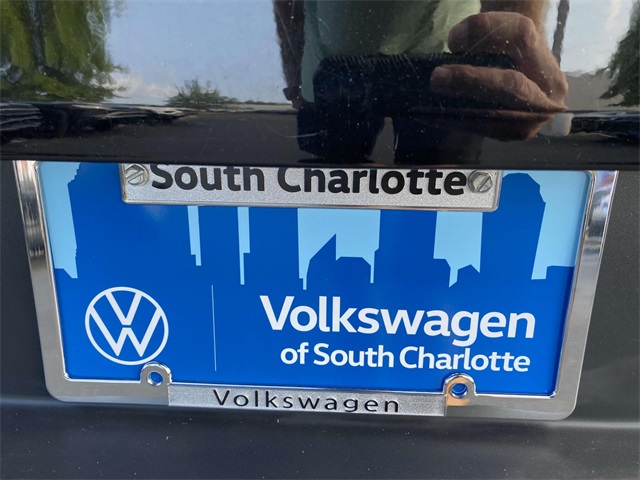 South Charlotte
Volkswagen
of South Charlotte
Volkswagen